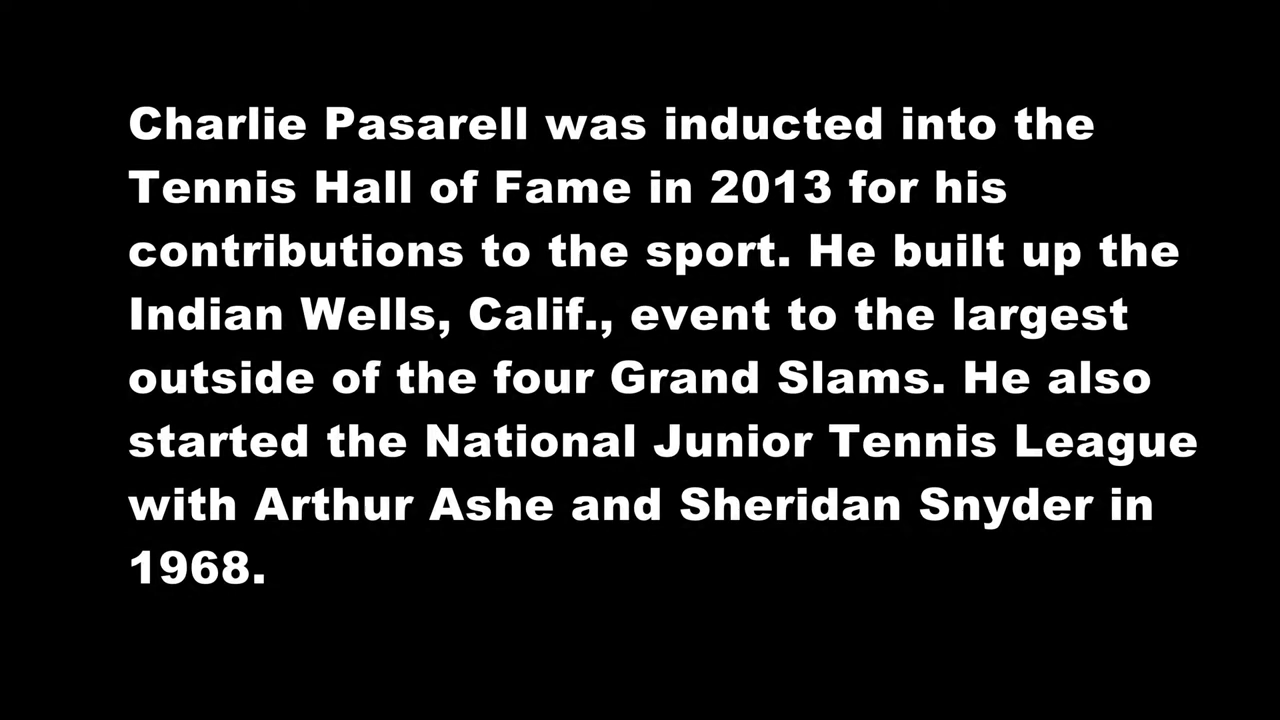 Charlie Pasarell was inducted into the
Tennis Hall of Fame in 2013 for his
contributions to the sport. He built up the
Indian Wells, Calif., event to the largest
outside of the four Grand Slams. He also
started the National Junior Tennis League
with Arthur Ashe and Sheridan Snyder in
1968.